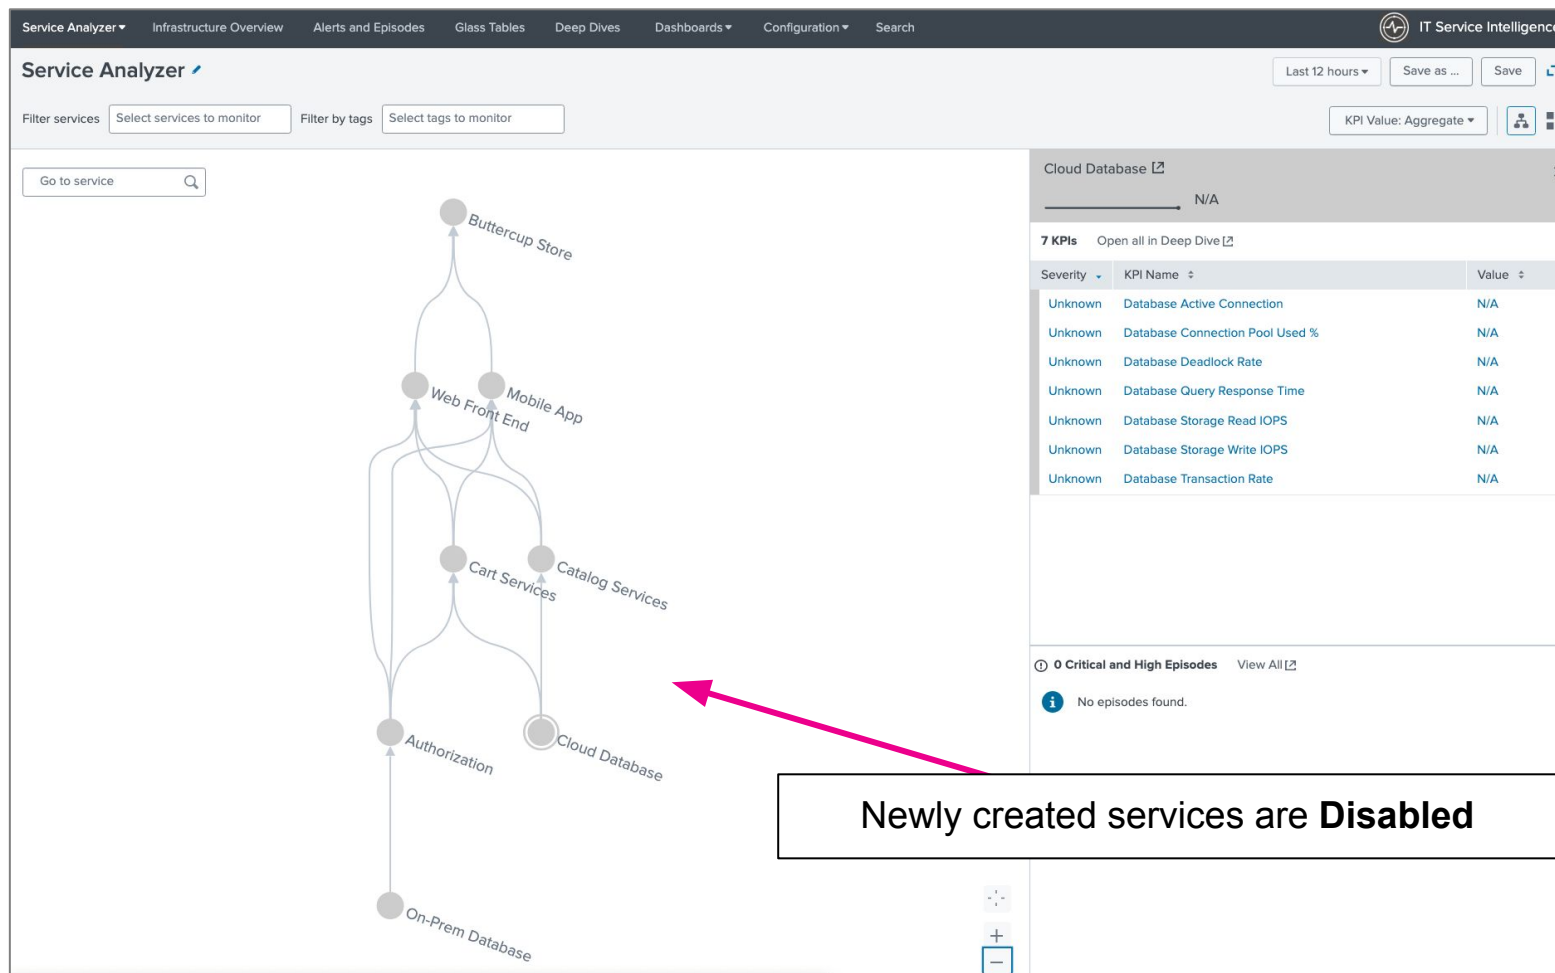 Service Analyzer Infrastructure Overview Alerts and Episodes Glass Tables Deep Dives Dashboards Configuration Search IT Service Intelligence
Service Analyzer
Last 12 hours Save as ... Save
Filter services Select services to monitor Filter by tags Select tags to monitor KPI Value: Aggregate
Go to service
Buttercup Store
Web Front End
Mobile App
Cart Services
Catalog Services
Authorization
Cloud Database
On-Prem Database
Cloud Database
N/A
7 KPIs Open all in Deep Dive
Severity KPI Name Value
Unknown Database Active Connection N/A
Unknown Database Connection Pool Used % N/A
Unknown Database Deadlock Rate N/A
Unknown Database Query Response Time N/A
Unknown Database Storage Read IOPS N/A
Unknown Database Storage Write IOPS N/A
Unknown Database Transaction Rate N/A
0 Critical and High Episodes View All
No episodes found.
Newly created services are Disabled